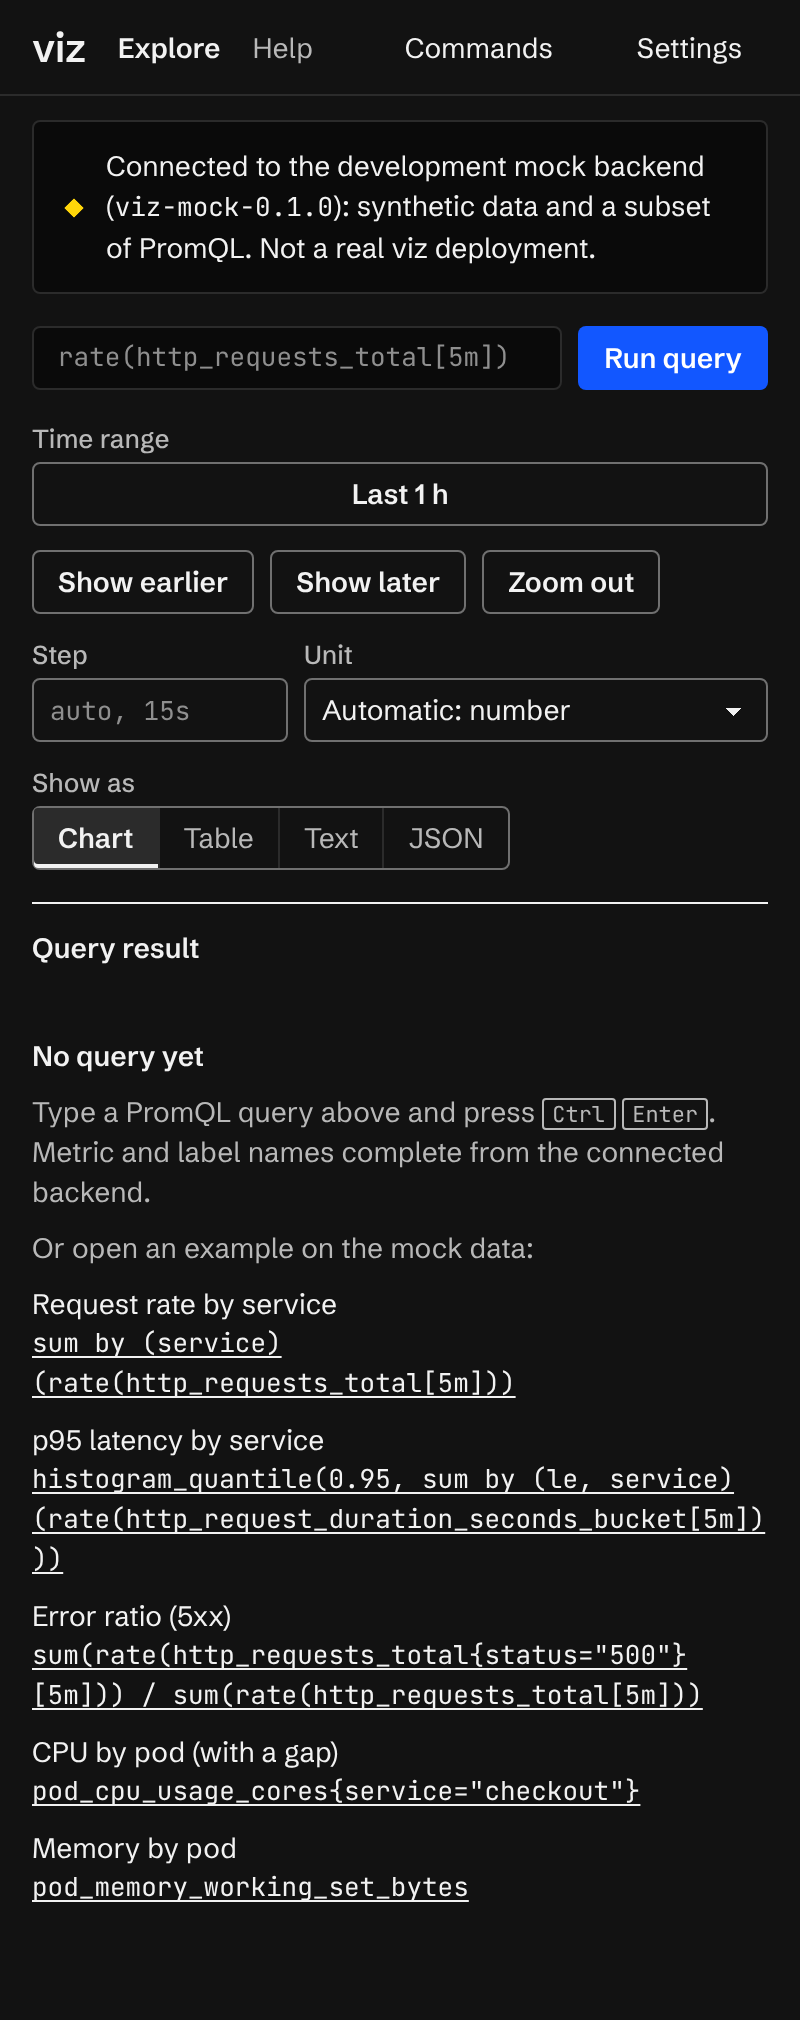 viz Explore Help Commands Settings
Connected to the development mock backend
(viz-mock-0.1.0): synthetic data and a subset
of PromQL. Not a real viz deployment.
rate(http_requests_total[5m]) Run query
Time range
Last 1 h
Show earlier Show later Zoom out
Step Unit
auto, 15s Automatic: number
Show as
Chart Table Text JSON
Query result
No query yet
Type a PromQL query above and press Ctrl Enter.
Metric and label names complete from the connected
backend.
Or open an example on the mock data:
Request rate by service
sum by (service)
(rate(http_requests_total[5m]))
p95 latency by service
histogram_quantile(0.95, sum by (le, service)
(rate(http_request_duration_seconds_bucket[5m])
))
Error ratio (5xx)
sum(rate(http_requests_total{status="500"}
[5m])) / sum(rate(http_requests_total[5m]))
CPU by pod (with a gap)
pod_cpu_usage_cores{service="checkout"}
Memory by pod
pod_memory_working_set_bytes